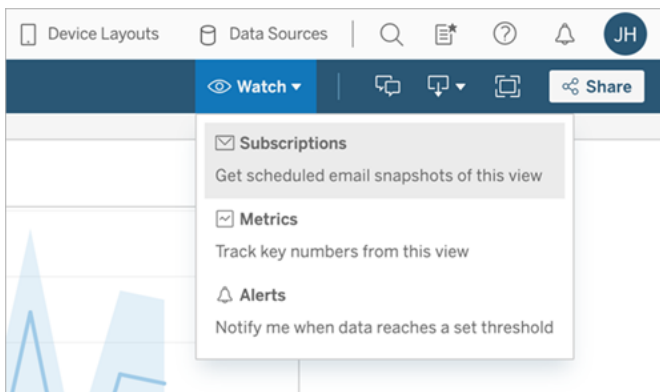 Device Layouts
Data Sources
JH
Watch
Share
Subscriptions
Get scheduled email snapshots of this view
Metrics
Track key numbers from this view
Alerts
Notify me when data reaches a set threshold